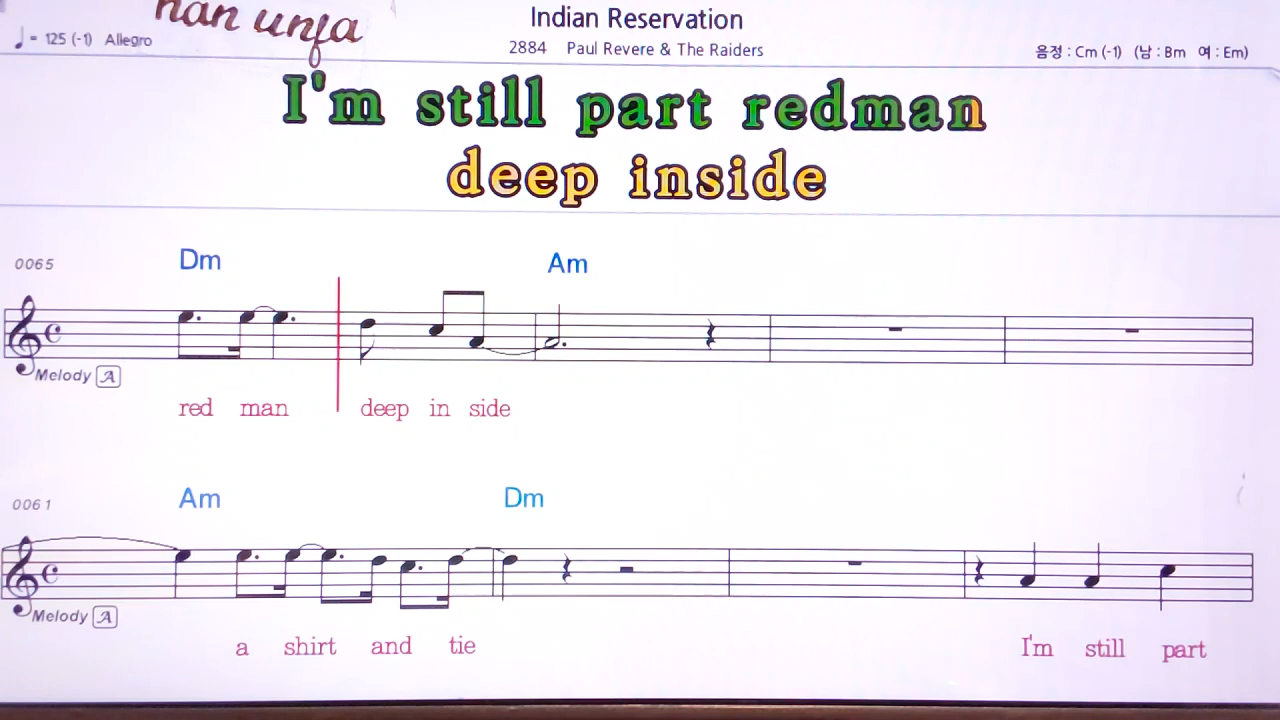 han unfa
Indian Reservation
♩= 125 (-1) Allegro
2884 Paul Revere & The Raiders
음정 : Cm (-1) (남 : Bm 여 : Em)
I'm still part redman
deep inside
0065
Dm Am
Melody A
red man deep in side
0061
Am Dm
Melody A
a shirt and tie I'm still part